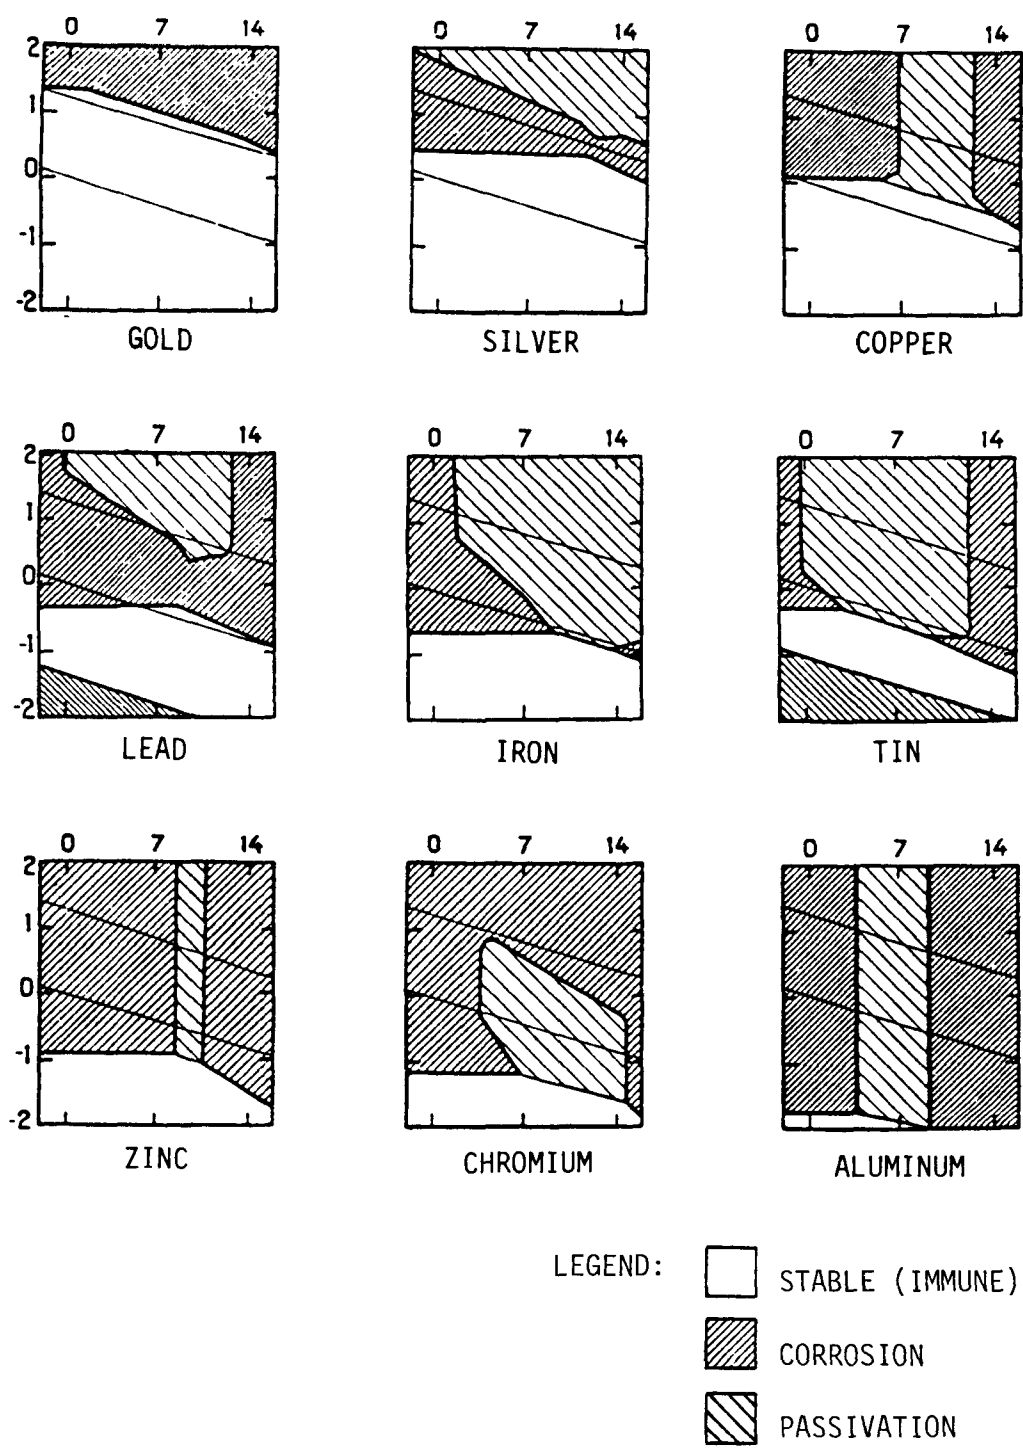 0 7 14 0 7 14 0 7 14
2
1
0
-1
-2
GOLD SILVER COPPER
0 7 14 0 7 14 0 7 14
2
1
0
-1
-2
LEAD IRON TIN
0 7 14 0 7 14 0 7 14
2
1
0
-1
-2
ZINC CHROMIUM ALUMINUM
LEGEND:
STABLE (IMMUNE)
CORROSION
PASSIVATION